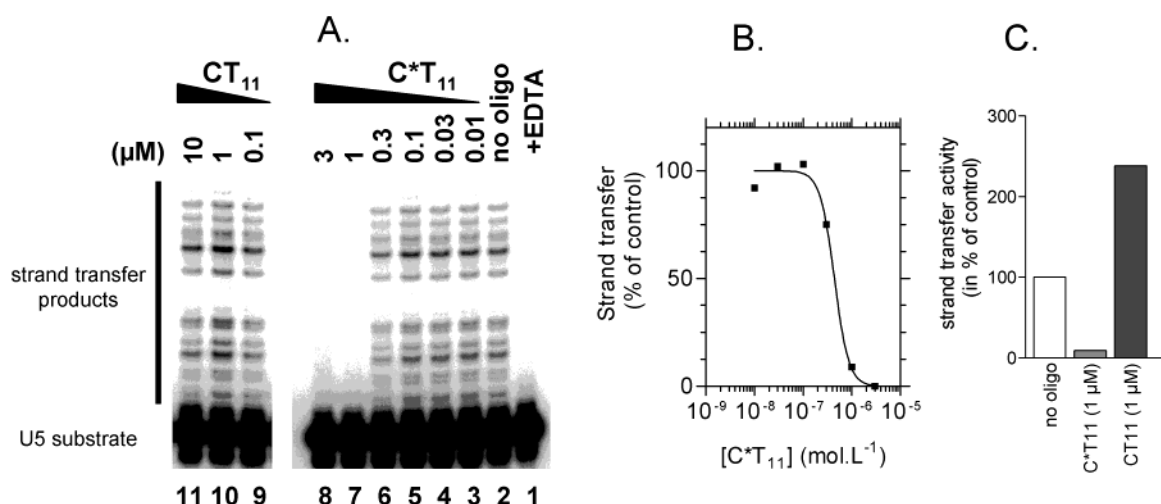 A.
CT11
C*T11
(µM) 10 1 0.1 3 1 0.3 0.1 0.03 0.01 no oligo +EDTA
strand transfer
products
U5 substrate
11 10 9 8 7 6 5 4 3 2 1
B.
Strand transfer
(% of control)
100
50
0
10⁻⁹ 10⁻⁸ 10⁻⁷ 10⁻⁶ 10⁻⁵
[C*T11] (mol.L⁻¹)
C.
strand transfer activity
(in % of control)
300
200
100
0
no oligo
C*T11 (1 µM)
CT11 (1 µM)